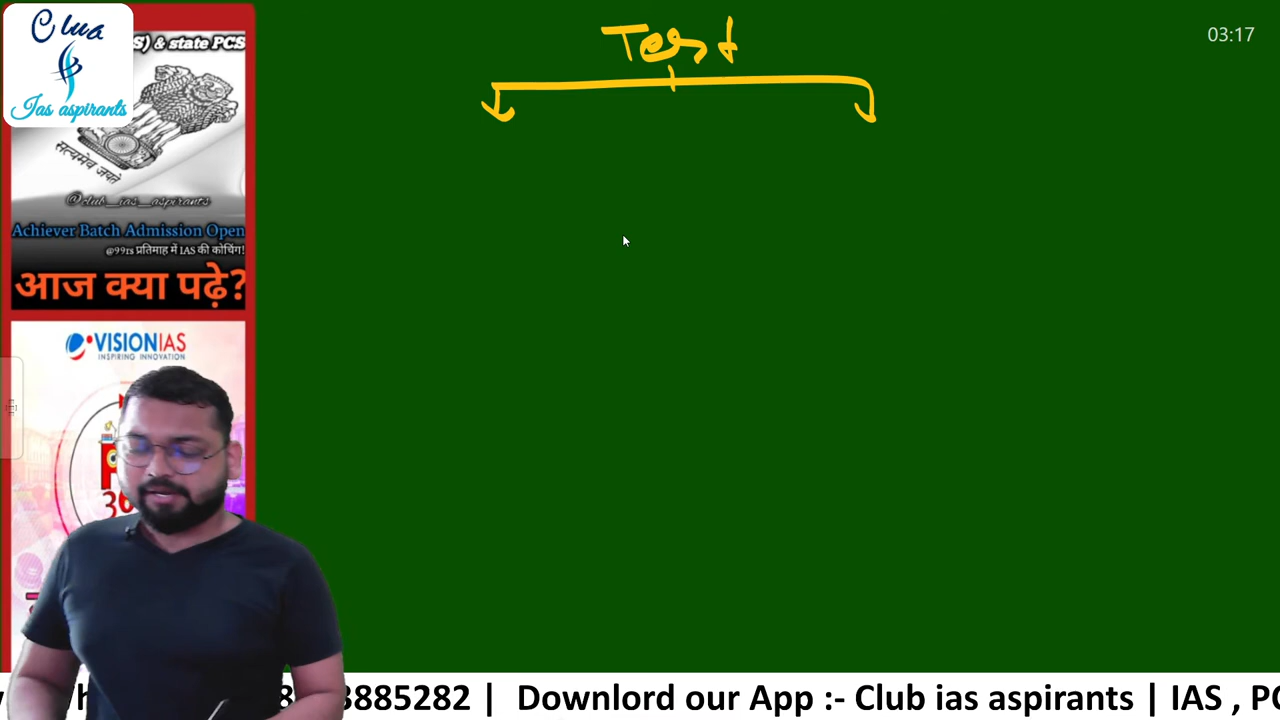 Club
Ias aspirants
S) & state PCS
सत्यमेव जयते
@club_ias_aspirants
Achiever Batch Admission Open
@99rs प्रतिमाह में IAS की कोचिंग!
आज क्या पढ़े?
VISIONIAS
INSPIRING INNOVATION
Test
03:17
3885282 | Downlord our App :- Club ias aspirants | IAS , PC